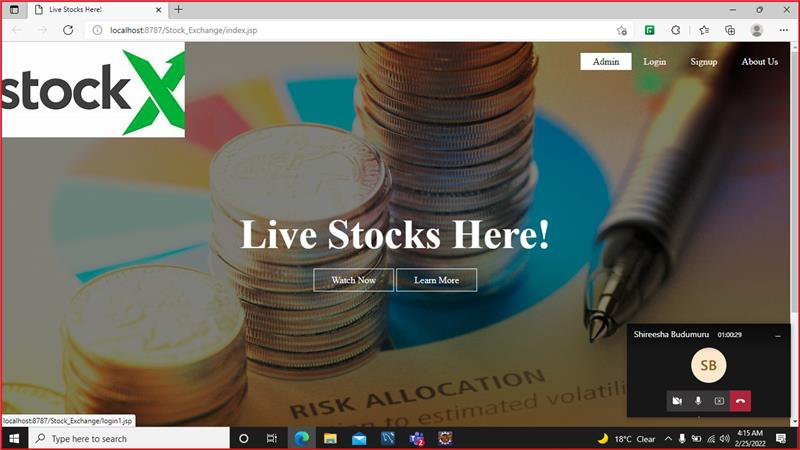 Live Stocks Here!
localhost:8787/Stock_Exchange/index.jsp
stockX
Admin
Login
Signup
About Us
Live Stocks Here!
Watch Now
Learn More
RISK ALLOCATION
to estimated volatili
Shireesha Budumuru
01:00:29
SB
localhost:8787/Stock_Exchange/login1.jsp
Type here to search
2
18°C Clear
4:15 AM
2/25/2022